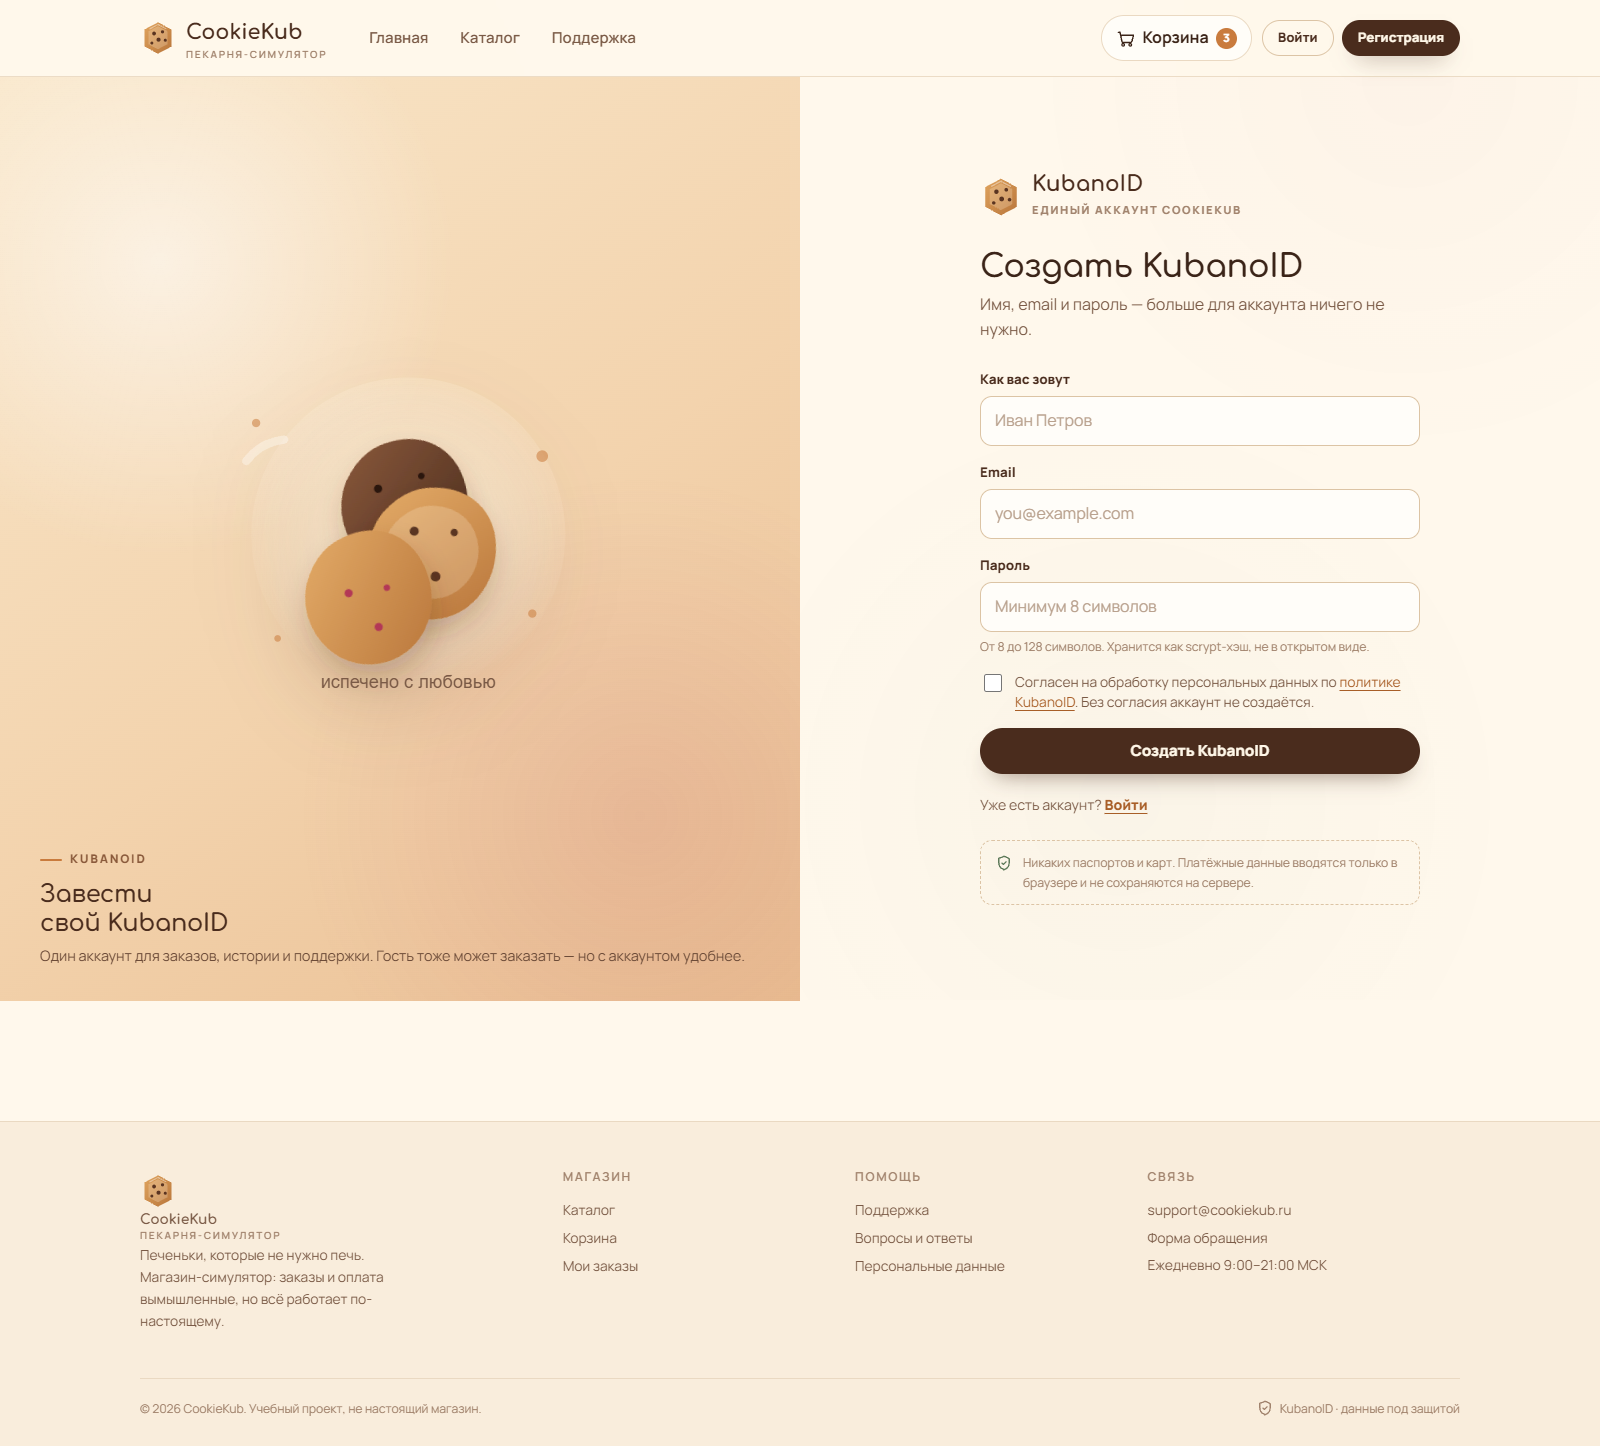 CookieKub
ПЕКАРНЯ-СИМУЛЯТОР
Главная
Каталог
Поддержка
Корзина 3
Войти
Регистрация
испечено с любовью
KUBANOID
Завести
свой KubanoID
Один аккаунт для заказов, истории и поддержки. Гость тоже может заказать — но с аккаунтом удобнее.
KubanoID
ЕДИНЫЙ АККАУНТ COOKIEKUB
Создать KubanoID
Имя, email и пароль — больше для аккаунта ничего не
нужно.
Как вас зовут
Иван Петров
Email
you@example.com
Пароль
Минимум 8 символов
От 8 до 128 символов. Хранится как scrypt-хэш, не в открытом виде.
Согласен на обработку персональных данных по политике
KubanoID. Без согласия аккаунт не создаётся.
Создать KubanoID
Уже есть аккаунт? Войти
Никаких паспортов и карт. Платёжные данные вводятся только в
браузере и не сохраняются на сервере.
CookieKub
ПЕКАРНЯ-СИМУЛЯТОР
Печеньки, которые не нужно печь.
Магазин-симулятор: заказы и оплата
вымышленные, но всё работает по-
настоящему.
МАГАЗИН
Каталог
Корзина
Мои заказы
ПОМОЩЬ
Поддержка
Вопросы и ответы
Персональные данные
СВЯЗЬ
support@cookiekub.ru
Форма обращения
Ежедневно 9:00–21:00 МСК
© 2026 CookieKub. Учебный проект, не настоящий магазин.
KubanoID · данные под защитой